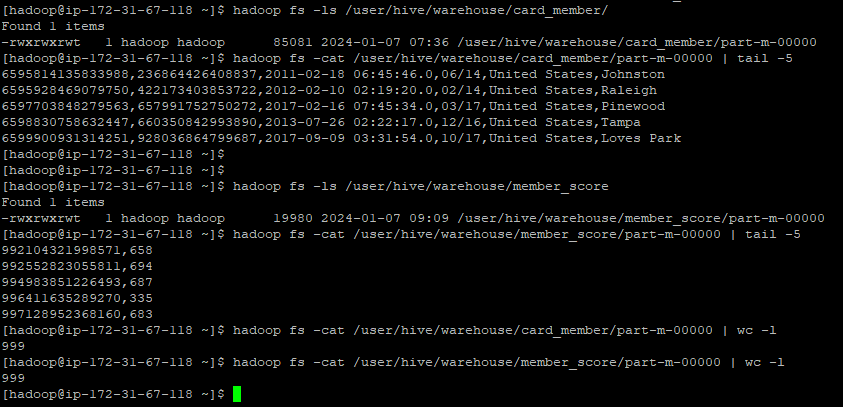 [hadoop@ip-172-31-67-118 ~]$ hadoop fs -ls /user/hive/warehouse/card_member/
Found 1 items
-rwxrwxrwt   1 hadoop hadoop      85081 2024-01-07 07:36 /user/hive/warehouse/card_member/part-m-00000
[hadoop@ip-172-31-67-118 ~]$ hadoop fs -cat /user/hive/warehouse/card_member/part-m-00000 | tail -5
6595814135833988,236864426408837,2011-02-18 06:45:46.0,06/14,United States,Johnston
6595928469079750,422173403853722,2012-02-10 02:19:20.0,02/14,United States,Raleigh
6597703848279563,657991752750272,2017-02-16 07:45:34.0,03/17,United States,Pinewood
6598830758632447,660350842993890,2013-07-26 02:22:17.0,12/16,United States,Tampa
6599900931314251,928036864799687,2017-09-09 03:31:54.0,10/17,United States,Loves Park
[hadoop@ip-172-31-67-118 ~]$
[hadoop@ip-172-31-67-118 ~]$
[hadoop@ip-172-31-67-118 ~]$ hadoop fs -ls /user/hive/warehouse/member_score
Found 1 items
-rwxrwxrwt   1 hadoop hadoop      19980 2024-01-07 09:09 /user/hive/warehouse/member_score/part-m-00000
[hadoop@ip-172-31-67-118 ~]$ hadoop fs -cat /user/hive/warehouse/member_score/part-m-00000 | tail -5
992104321998571,658
992552823055811,694
994983851226493,687
996411635289270,335
997128952368160,683
[hadoop@ip-172-31-67-118 ~]$ hadoop fs -cat /user/hive/warehouse/card_member/part-m-00000 | wc -l
999
[hadoop@ip-172-31-67-118 ~]$ hadoop fs -cat /user/hive/warehouse/member_score/part-m-00000 | wc -l
999
[hadoop@ip-172-31-67-118 ~]$